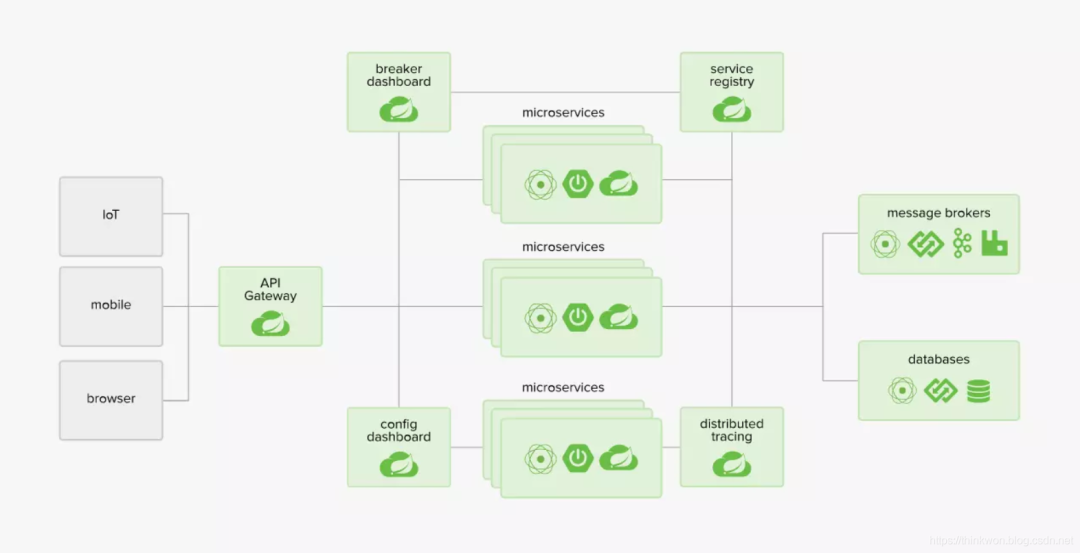 breaker
dashboard
service
registry
microservices
IoT
mobile
browser
API
Gateway
microservices
message brokers
databases
microservices
config
dashboard
distributed
tracing
https://thinkwon.blog.csdn.net